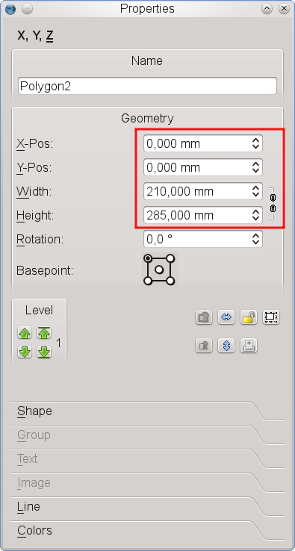 Properties
X, Y, Z
Name
Polygon2
Geometry
X-Pos: 0,000 mm
Y-Pos: 0,000 mm
Width: 210,000 mm
Height: 285,000 mm
Rotation: 0,0 °
Basepoint:
Level
1
Shape
Group
Text
Image
Line
Colors